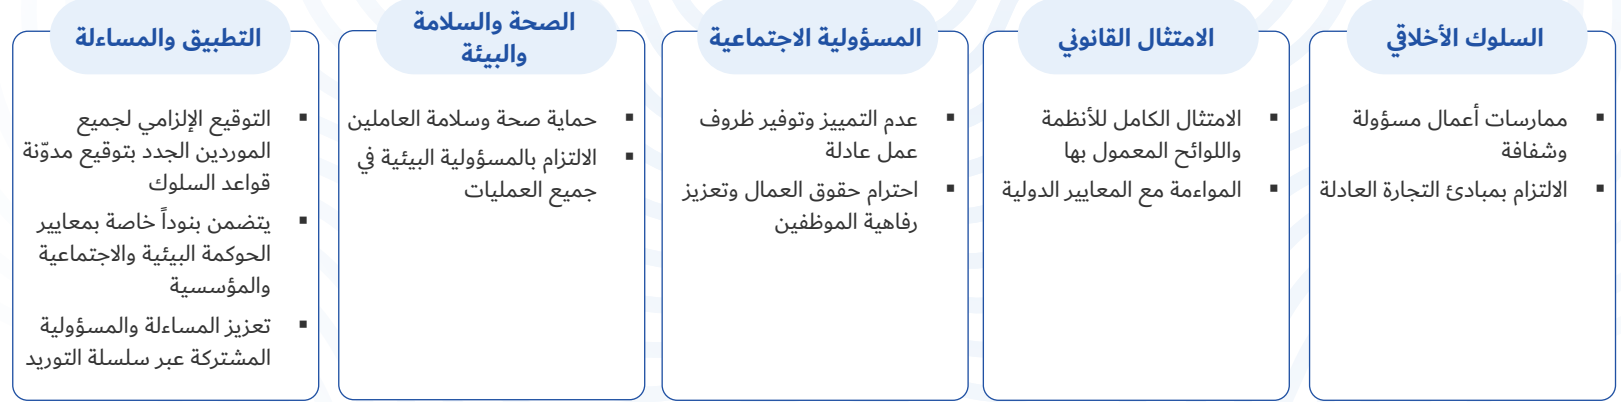 السلوك الأخلاقي
ممارسات أعمال مسؤولة
وشفافة
الالتزام بمبادئ التجارة العادلة
الامتثال القانوني
الامتثال الكامل للأنظمة
واللوائح المعمول بها
المواءمة مع المعايير الدولية
المسؤولية الاجتماعية
عدم التمييز وتوفير ظروف
عمل عادلة
احترام حقوق العمال وتعزيز
رفاهية الموظفين
الصحة والسلامة
والبيئة
حماية صحة وسلامة العاملين
الالتزام بالمسؤولية البيئية في
جميع العمليات
التطبيق والمساءلة
التوقيع الإلزامي لجميع
الموردين الجدد بتوقيع مدوّنة
قواعد السلوك
يتضمن بنوداً خاصة بمعايير
الحوكمة البيئية والاجتماعية
والمؤسسية
تعزيز المساءلة والمسؤولية
المشتركة عبر سلسلة التوريد